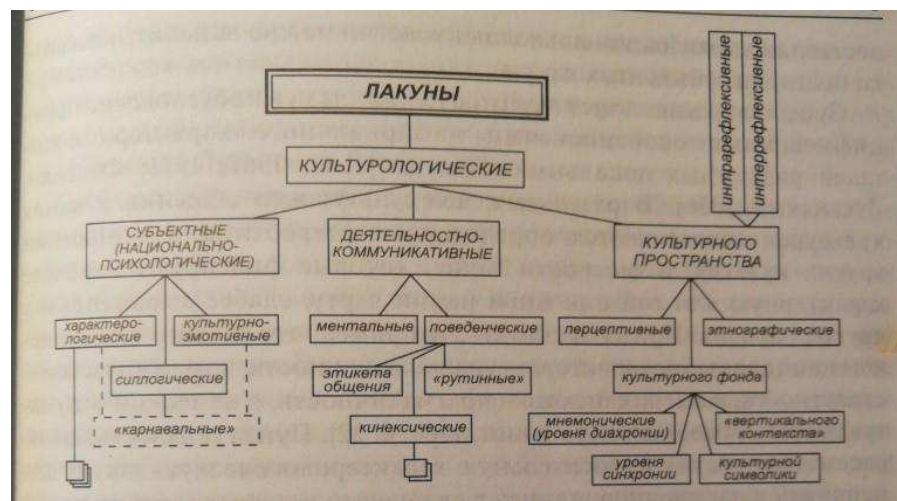 ЛАКУНЫ
интрарефлексивные
интеррефлексивные
КУЛЬТУРОЛОГИЧЕСКИЕ
СУБЪЕКТНЫЕ
(НАЦИОНАЛЬНО-
ПСИХОЛОГИЧЕСКИЕ)
ДЕЯТЕЛЬНОСТНО-
КОММУНИКАТИВНЫЕ
КУЛЬТУРНОГО
ПРОСТРАНСТВА
характеро-
логические
культурно-
эмотивные
ментальные
поведенческие
перцептивные
этнографические
силлогические
этикета
общения
«рутинные»
культурного фонда
«карнавальные»
кинексические
мнемонические
(уровня диахронии)
«вертикального
контекста»
уровня
синхронии
культурной
символики